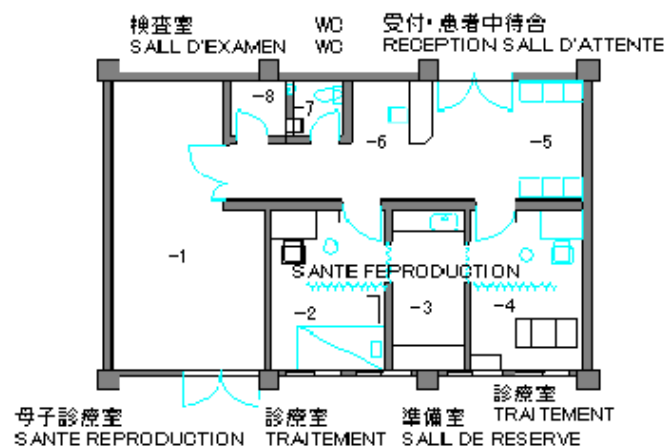 検査室 WC 受付・患者中待合
SALL D'EXAMEN WC RECEPTION SALL D'ATTENTE
-8
-7
-6
-5
-1
SANTE FEPRODUCTION
-2
-3
-4
母子診療室 診療室 準備室 診療室
SANTE REPRODUCTION TRAITEMENT SALL DE RESERVE TRAITEMENT